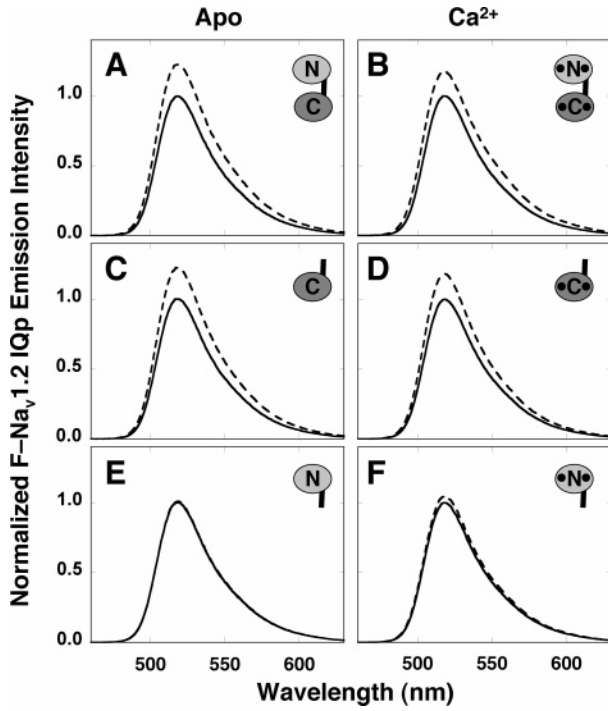 Apo Ca²⁺
A N C
B •N• •C•
1.0
0.5
0.0
C C
D •C•
1.0
0.5
0.0
E N
F •N•
1.0
0.5
0.0
500 550 600 500 550 600
Wavelength (nm)
Normalized F–Naᵥ1.2 IQp Emission Intensity